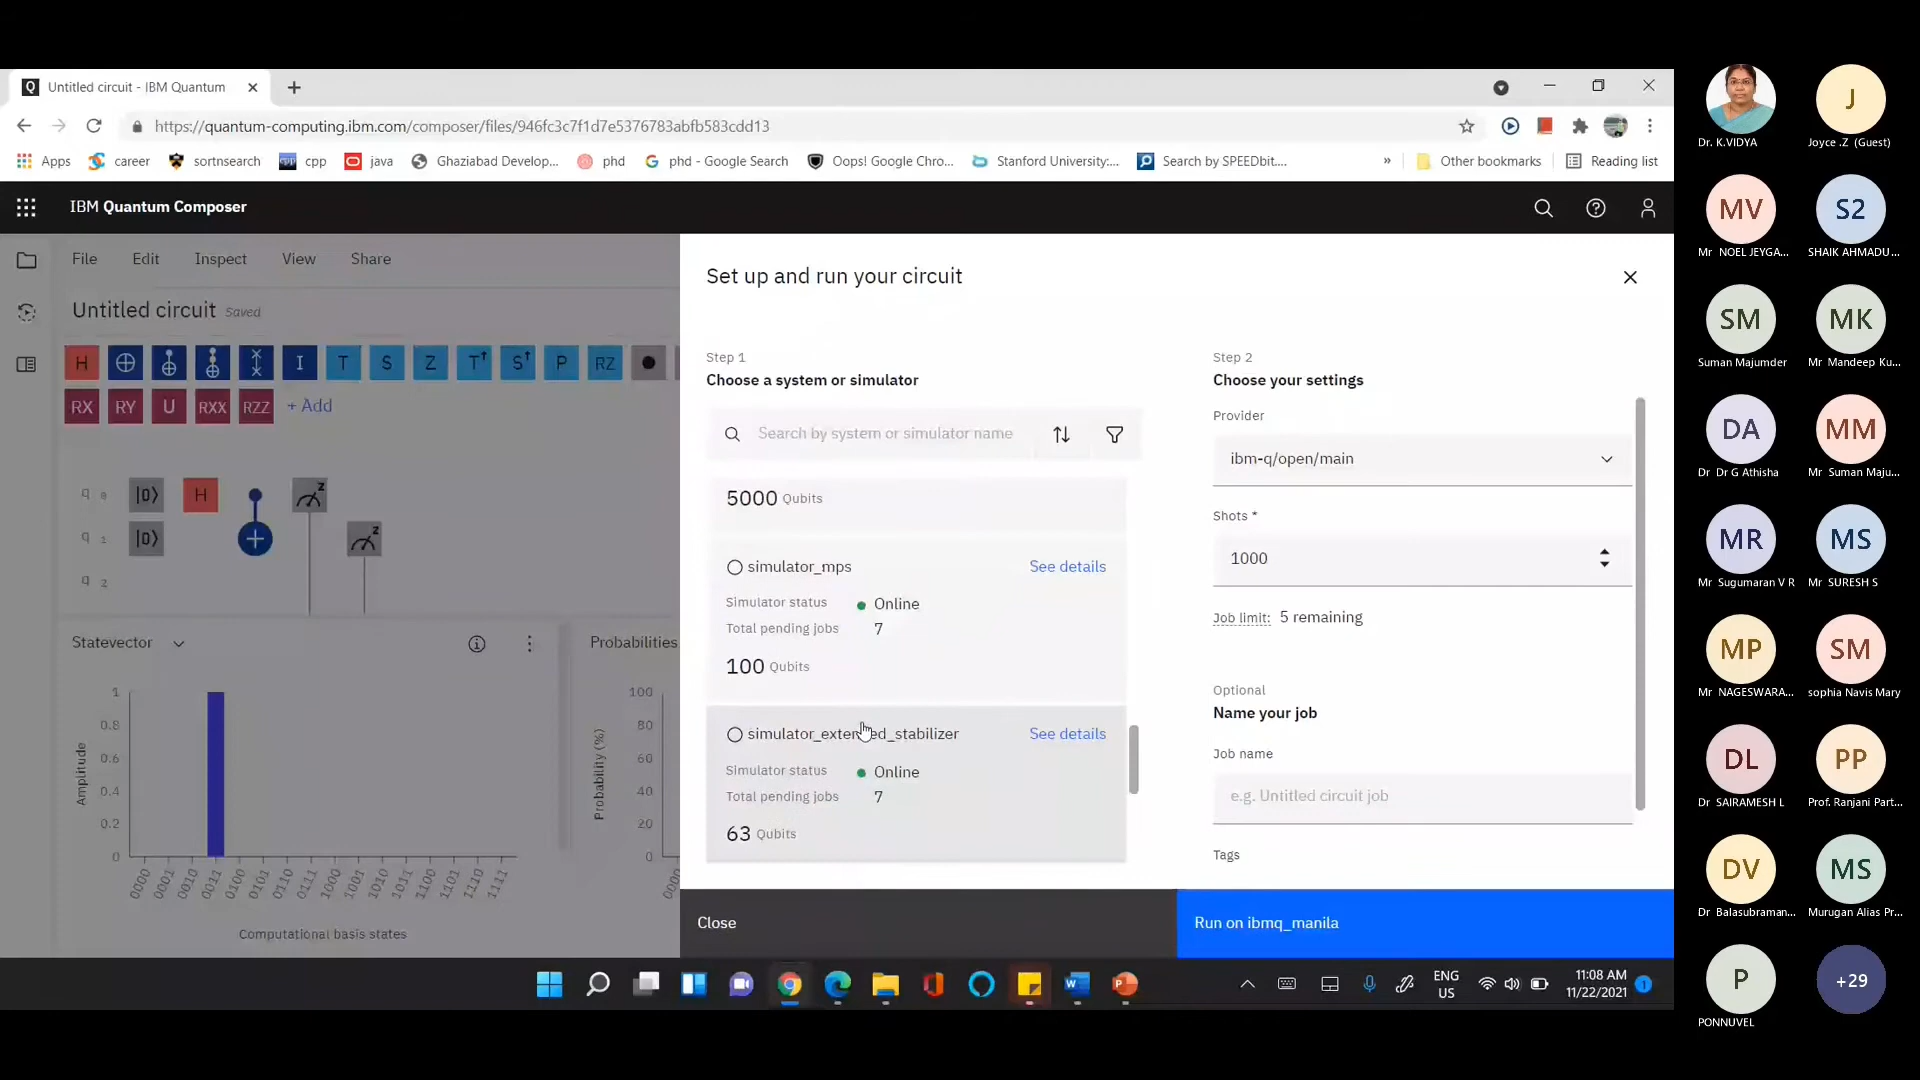 Untitled circuit - IBM Quantum
https://quantum-computing.ibm.com/composer/files/946fc3c7f1d7e5376783abfb583cdd13
Apps career sortnsearch cpp java Ghaziabad Develop... phd phd - Google Search Oops! Google Chro... Stanford University:... Search by SPEEDbit.... » Other bookmarks Reading list
IBM Quantum Composer
File Edit Inspect View Share
Untitled circuit Saved
H I T S Z T† S† P RZ
RX RY U RXX RZZ + Add
q 0 |0⟩ H z
q 1 |0⟩ + z
q 2
Statevector
Amplitude
1
0.8
0.6
0.4
0.2
0
0000 0001 0010 0011 0100 0101 0110 0111 1000 1001 1010 1011 1100 1101 1110 1111
Computational basis states
Probabilities
Probability (%)
100
80
60
40
20
0
Set up and run your circuit
Step 1
Choose a system or simulator
Search by system or simulator name
5000 Qubits
simulator_mps See details
Simulator status Online
Total pending jobs 7
100 Qubits
simulator_extended_stabilizer See details
Simulator status Online
Total pending jobs 7
63 Qubits
Step 2
Choose your settings
Provider
ibm-q/open/main
Shots *
1000
Job limit: 5 remaining
Optional
Name your job
Job name
e.g. Untitled circuit job
Tags
Close
Run on ibmq_manila
ENG
US
11:08 AM
11/22/2021
1
Dr. K.VIDYA
J
Joyce .Z (Guest)
MV
Mr NOEL JEYGA...
S2
SHAIK AHMADU...
SM
Suman Majumder
MK
Mr Mandeep Ku...
DA
Dr Dr G Athisha
MM
Mr Suman Maju...
MR
Mr Sugumaran V R
MS
Mr SURESH S
MP
Mr NAGESWARA...
SM
sophia Navis Mary
DL
Dr SAIRAMESH L
PP
Prof. Ranjani Part...
DV
Dr Balasubraman...
MS
Murugan Alias Pr...
P
PONNUVEL
+29